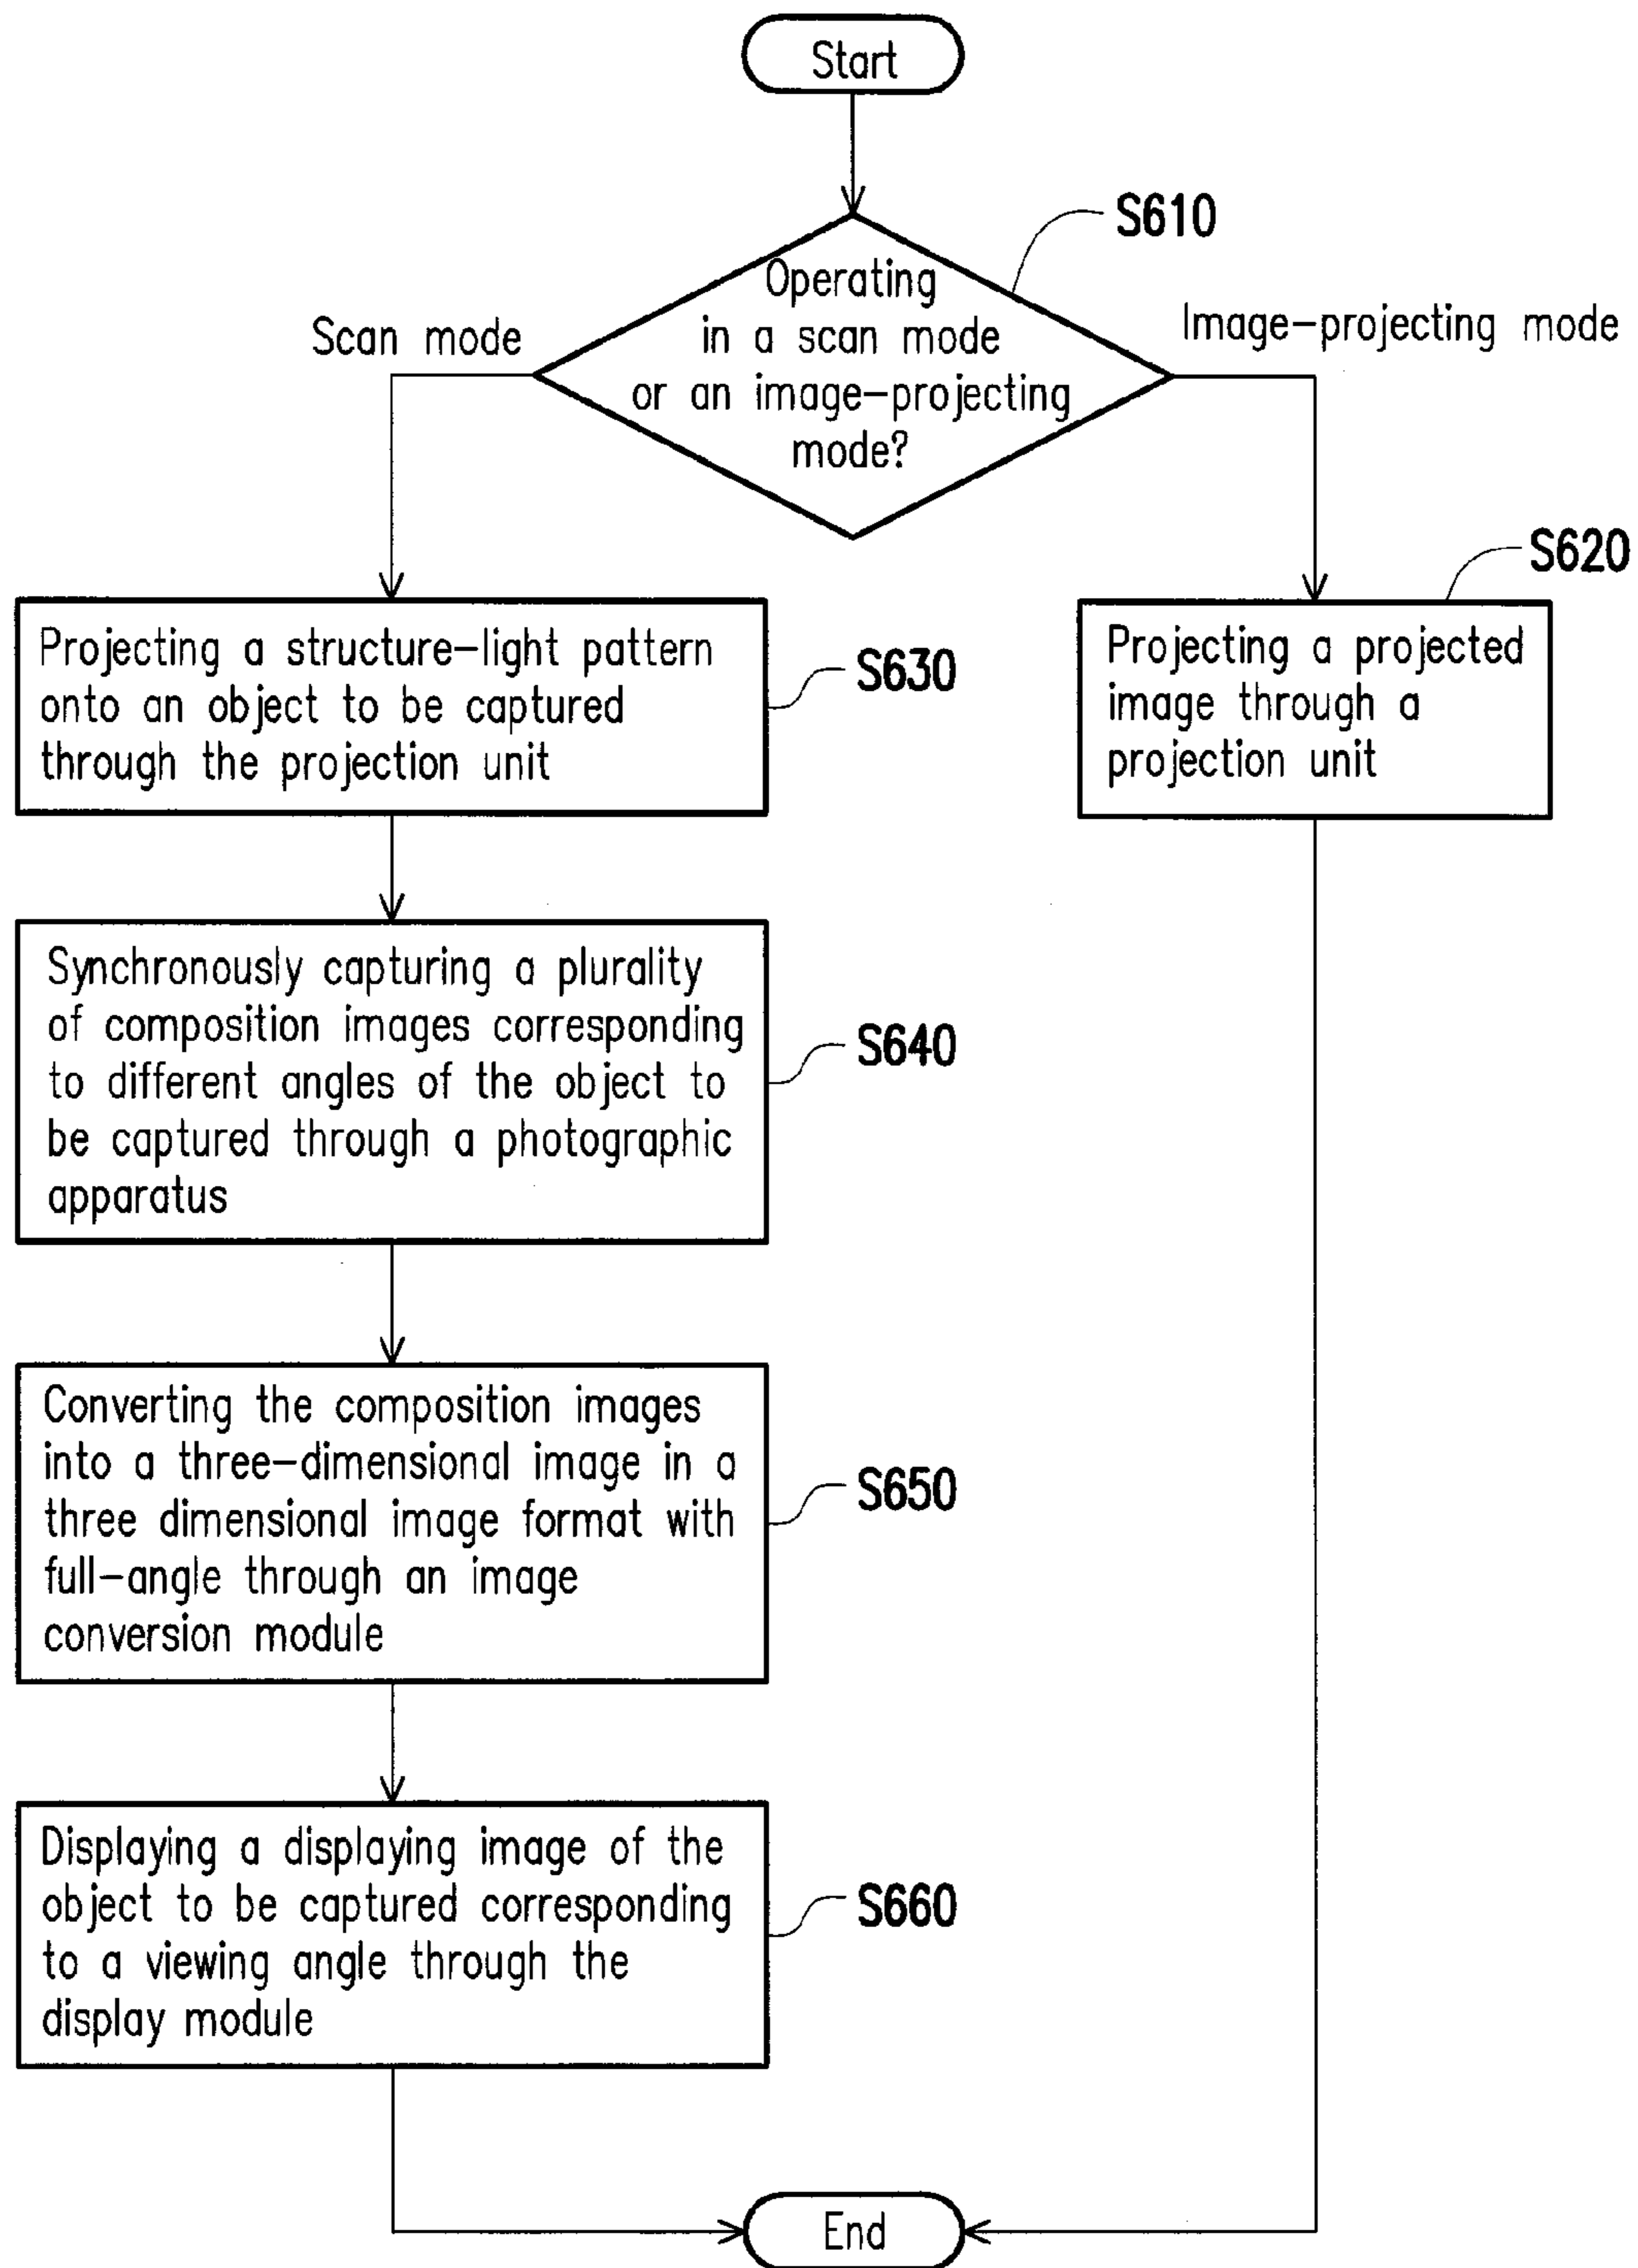 Start
S610
Operating
in a scan mode
or an image-projecting
mode?
Scan mode
Image-projecting mode
S620
Projecting a projected
image through a
projection unit
Projecting a structure-light pattern
onto an object to be captured
through the projection unit
S630
Synchronously capturing a plurality
of composition images corresponding
to different angles of the object to
be captured through a photographic
apparatus
S640
Converting the composition images
into a three-dimensional image in a
three dimensional image format with
full-angle through an image
conversion module
S650
Displaying a displaying image of the
object to be captured corresponding
to a viewing angle through the
display module
S660
End